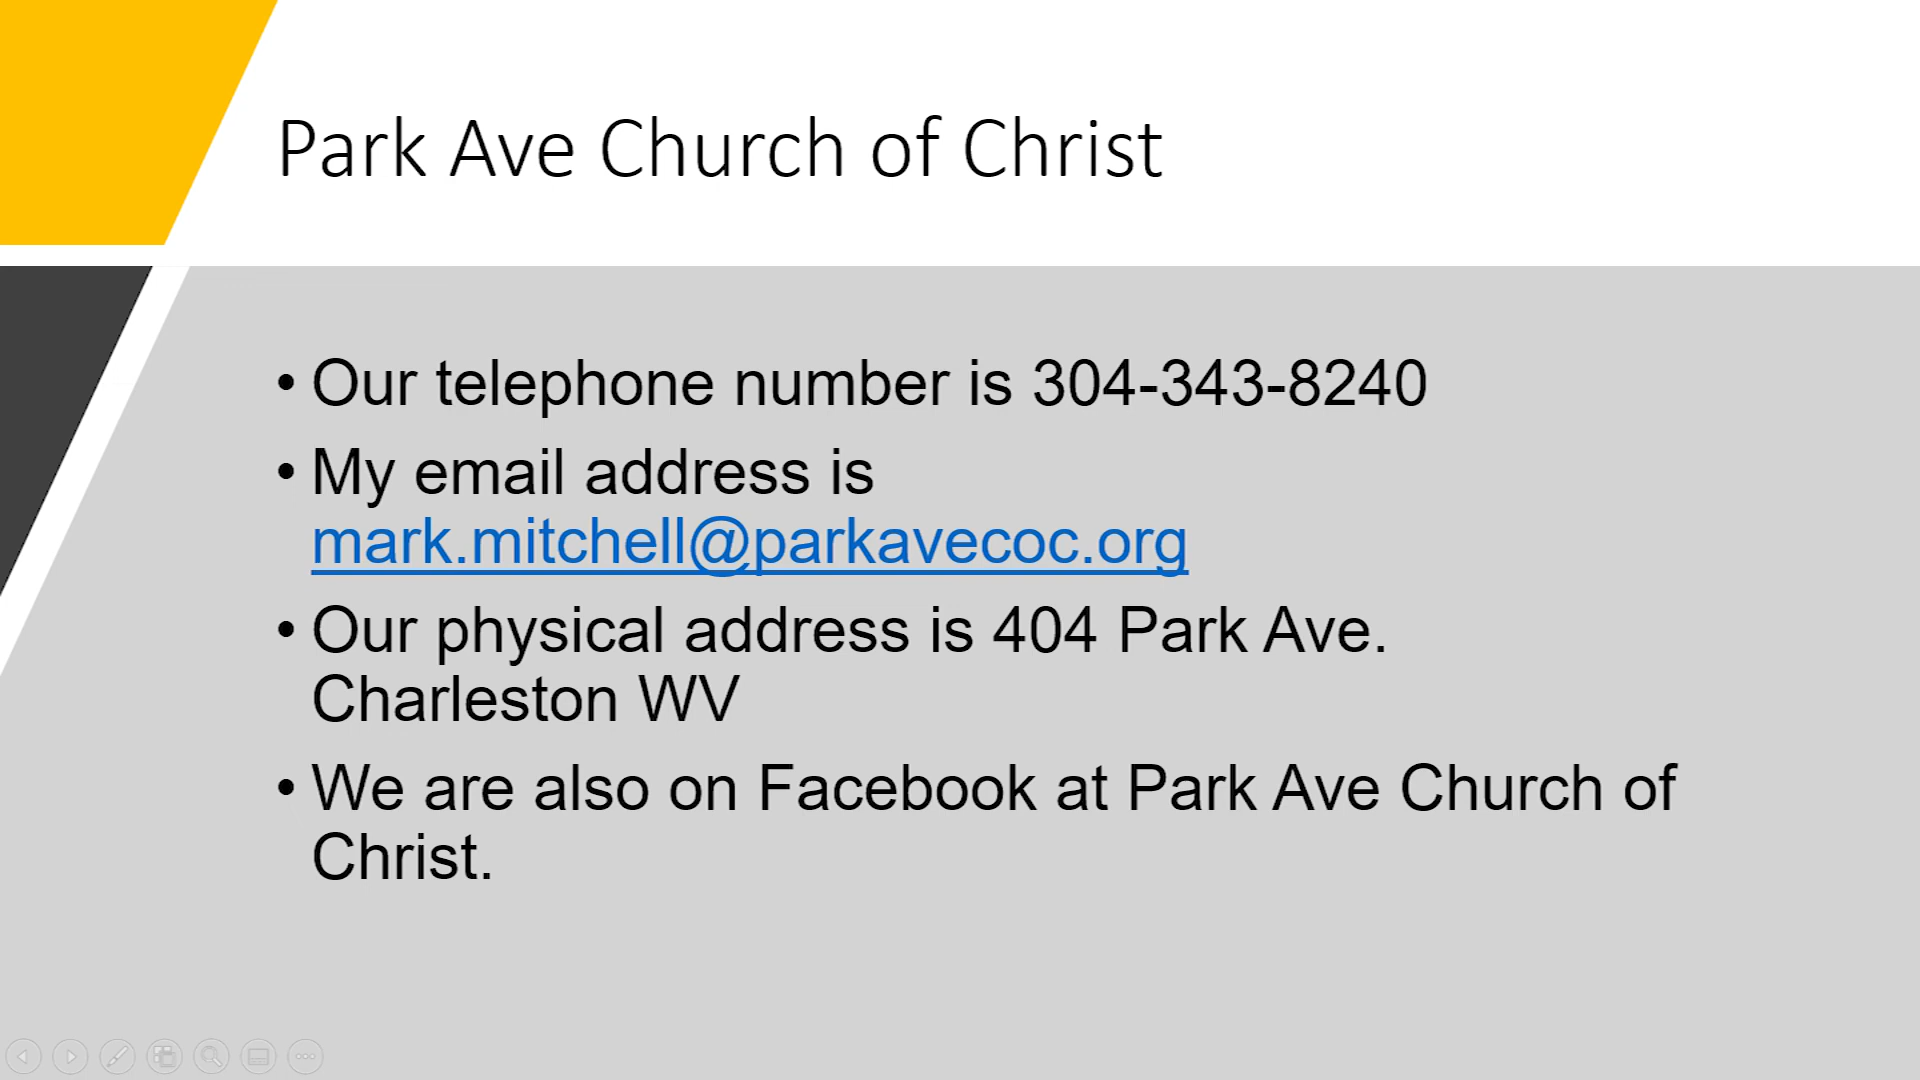 Park Ave Church of Christ
• Our telephone number is 304-343-8240
• My email address is
mark.mitchell@parkavecoc.org
• Our physical address is 404 Park Ave.
Charleston WV
• We are also on Facebook at Park Ave Church of
Christ.